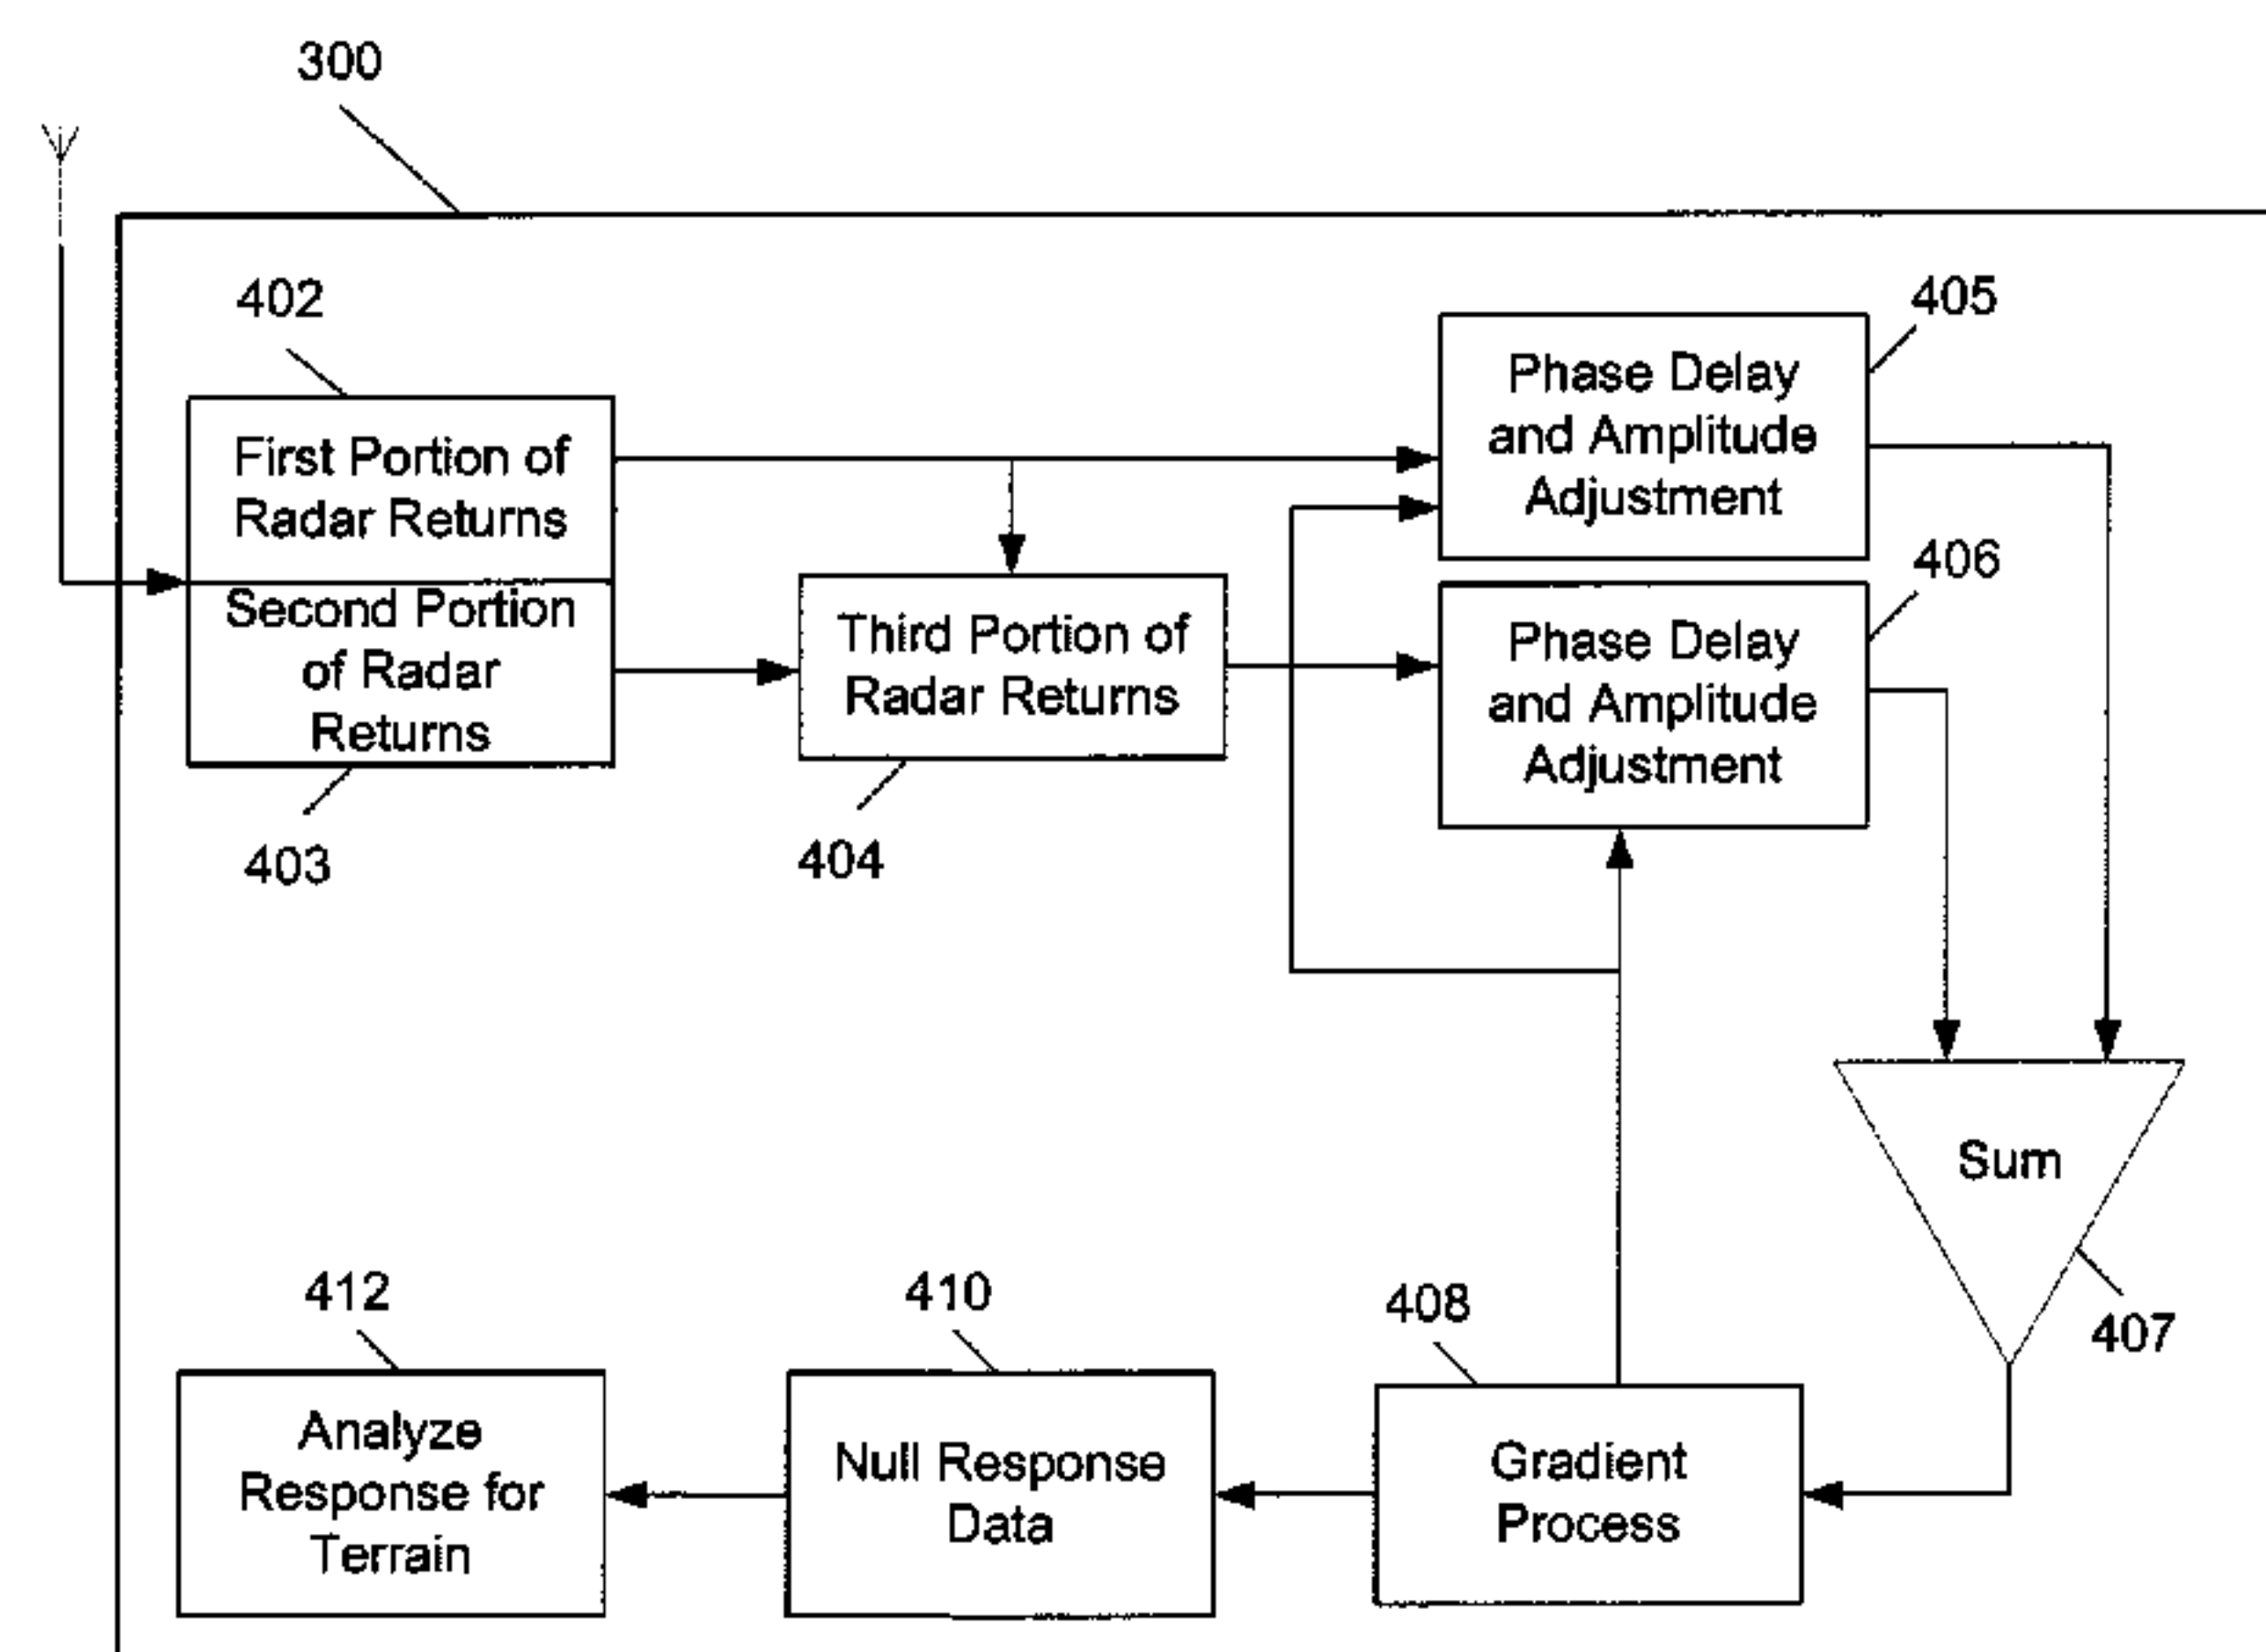 300
402
First Portion of
Radar Returns
Second Portion
of Radar
Returns
403
Third Portion of
Radar Returns
404
405
Phase Delay
and Amplitude
Adjustment
406
Phase Delay
and Amplitude
Adjustment
Sum
407
412
Analyze
Response for
Terrain
410
Null Response
Data
408
Gradient
Process